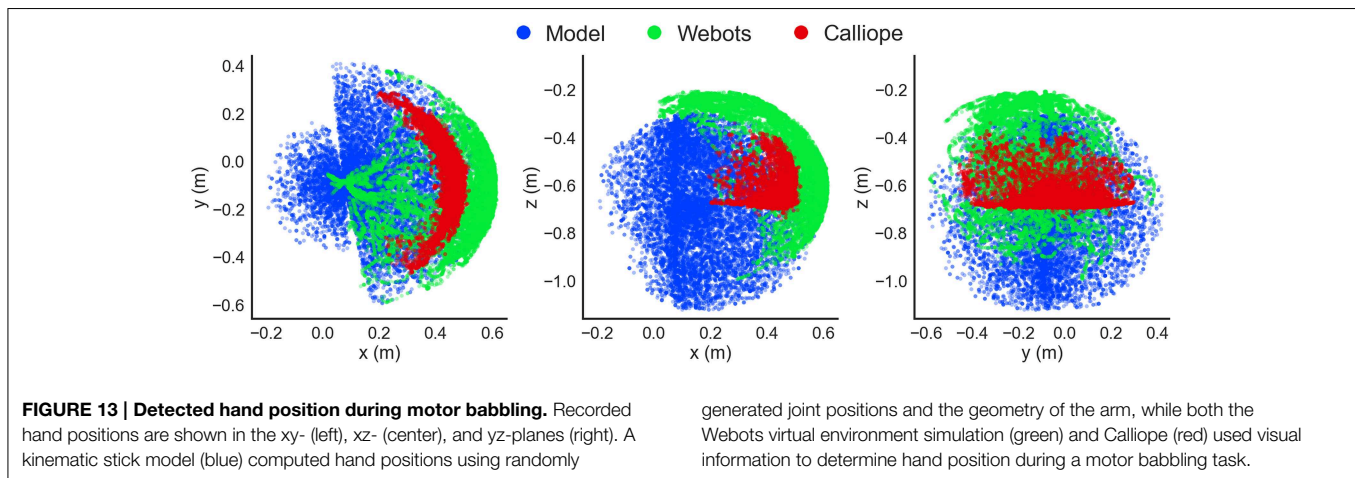 Model Webots Calliope
0.4
0.2
0.0
−0.2
−0.4
−0.6
y (m)
−0.2 0.0 0.2 0.4 0.6
x (m)
−0.2
−0.4
−0.6
−0.8
−1.0
z (m)
−0.2 0.0 0.2 0.4 0.6
x (m)
−0.2
−0.4
−0.6
−0.8
−1.0
z (m)
−0.6 −0.4 −0.2 0.0 0.2 0.4
y (m)
FIGURE 13 | Detected hand position during motor babbling. Recorded
hand positions are shown in the xy- (left), xz- (center), and yz-planes (right). A
kinematic stick model (blue) computed hand positions using randomly
generated joint positions and the geometry of the arm, while both the
Webots virtual environment simulation (green) and Calliope (red) used visual
information to determine hand position during a motor babbling task.